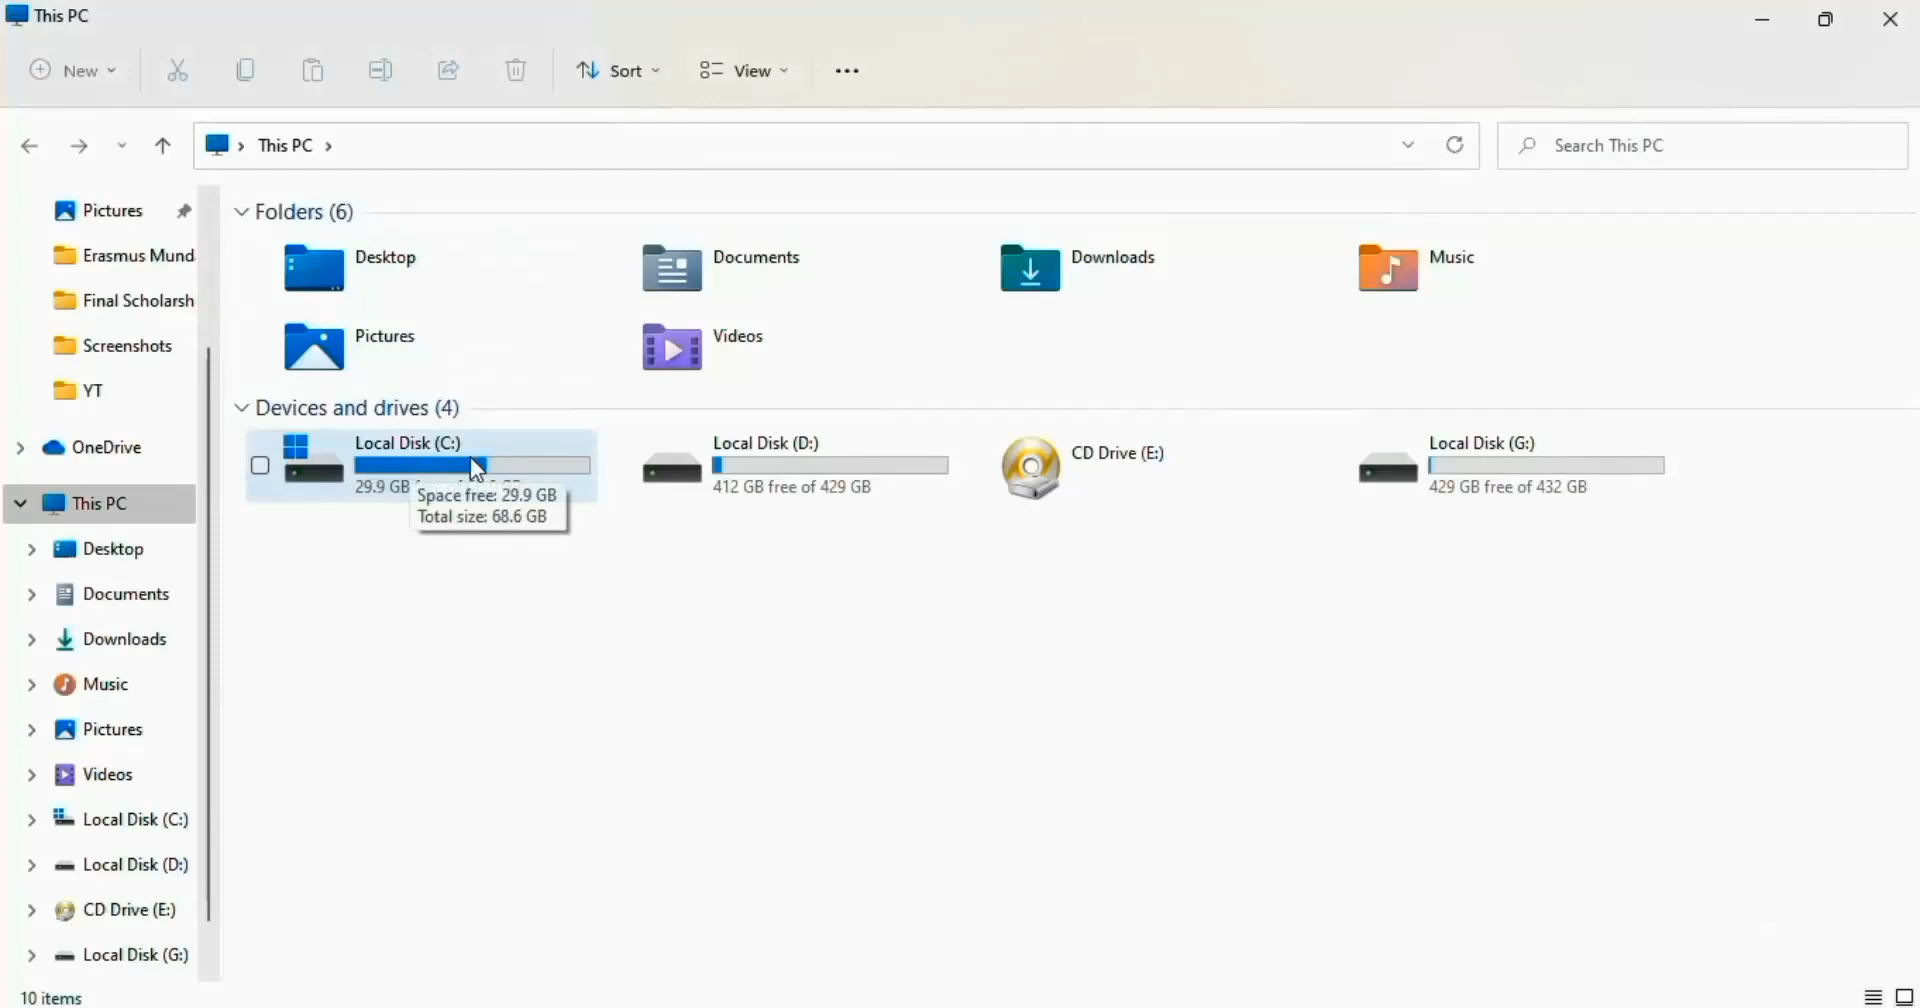 This PC
New
Sort
View
This PC
Search This PC
Pictures
Erasmus Mund
Final Scholarsh
Screenshots
YT
OneDrive
This PC
Desktop
Documents
Downloads
Music
Pictures
Videos
Local Disk (C:)
Local Disk (D:)
CD Drive (E:)
Local Disk (G:)
Folders (6)
Desktop
Documents
Downloads
Music
Pictures
Videos
Devices and drives (4)
Local Disk (C:)
29.9 GB
Space free: 29.9 GB
Total size: 68.6 GB
Local Disk (D:)
412 GB free of 429 GB
CD Drive (E:)
Local Disk (G:)
429 GB free of 432 GB
10 items